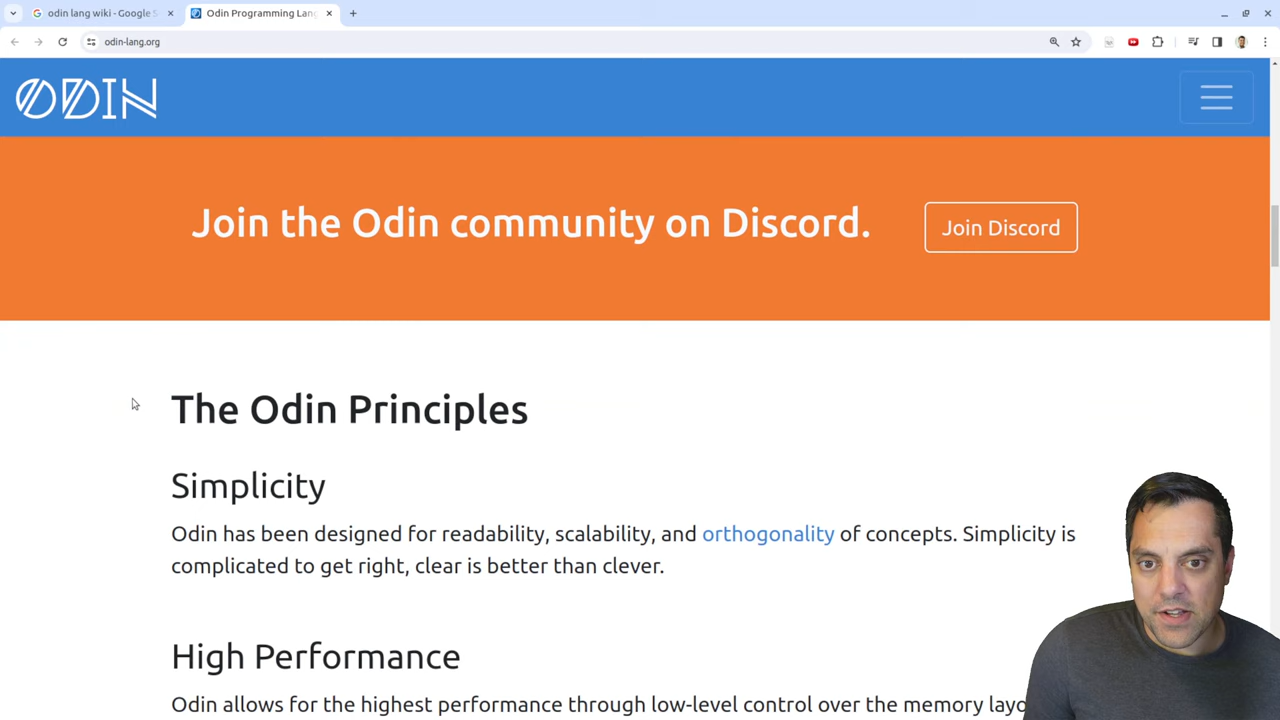 odin lang wiki - Google S
Odin Programming Lang
odin-lang.org
ODIN
Join the Odin community on Discord.
Join Discord
The Odin Principles
Simplicity
Odin has been designed for readability, scalability, and orthogonality of concepts. Simplicity is
complicated to get right, clear is better than clever.
High Performance
Odin allows for the highest performance through low-level control over the memory layo